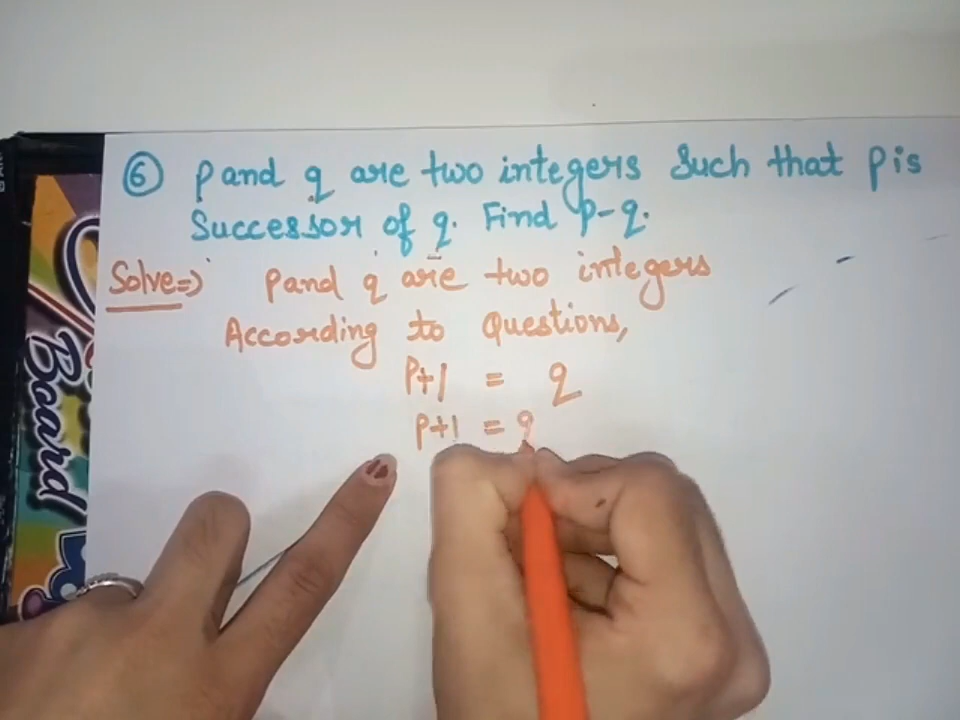 ⑥ p and q are two integers Such that p is
Successor of q. Find p-q.
Solve=> p and q are two integers
According to Questions,
P+1 = q
p+1 = q
Board